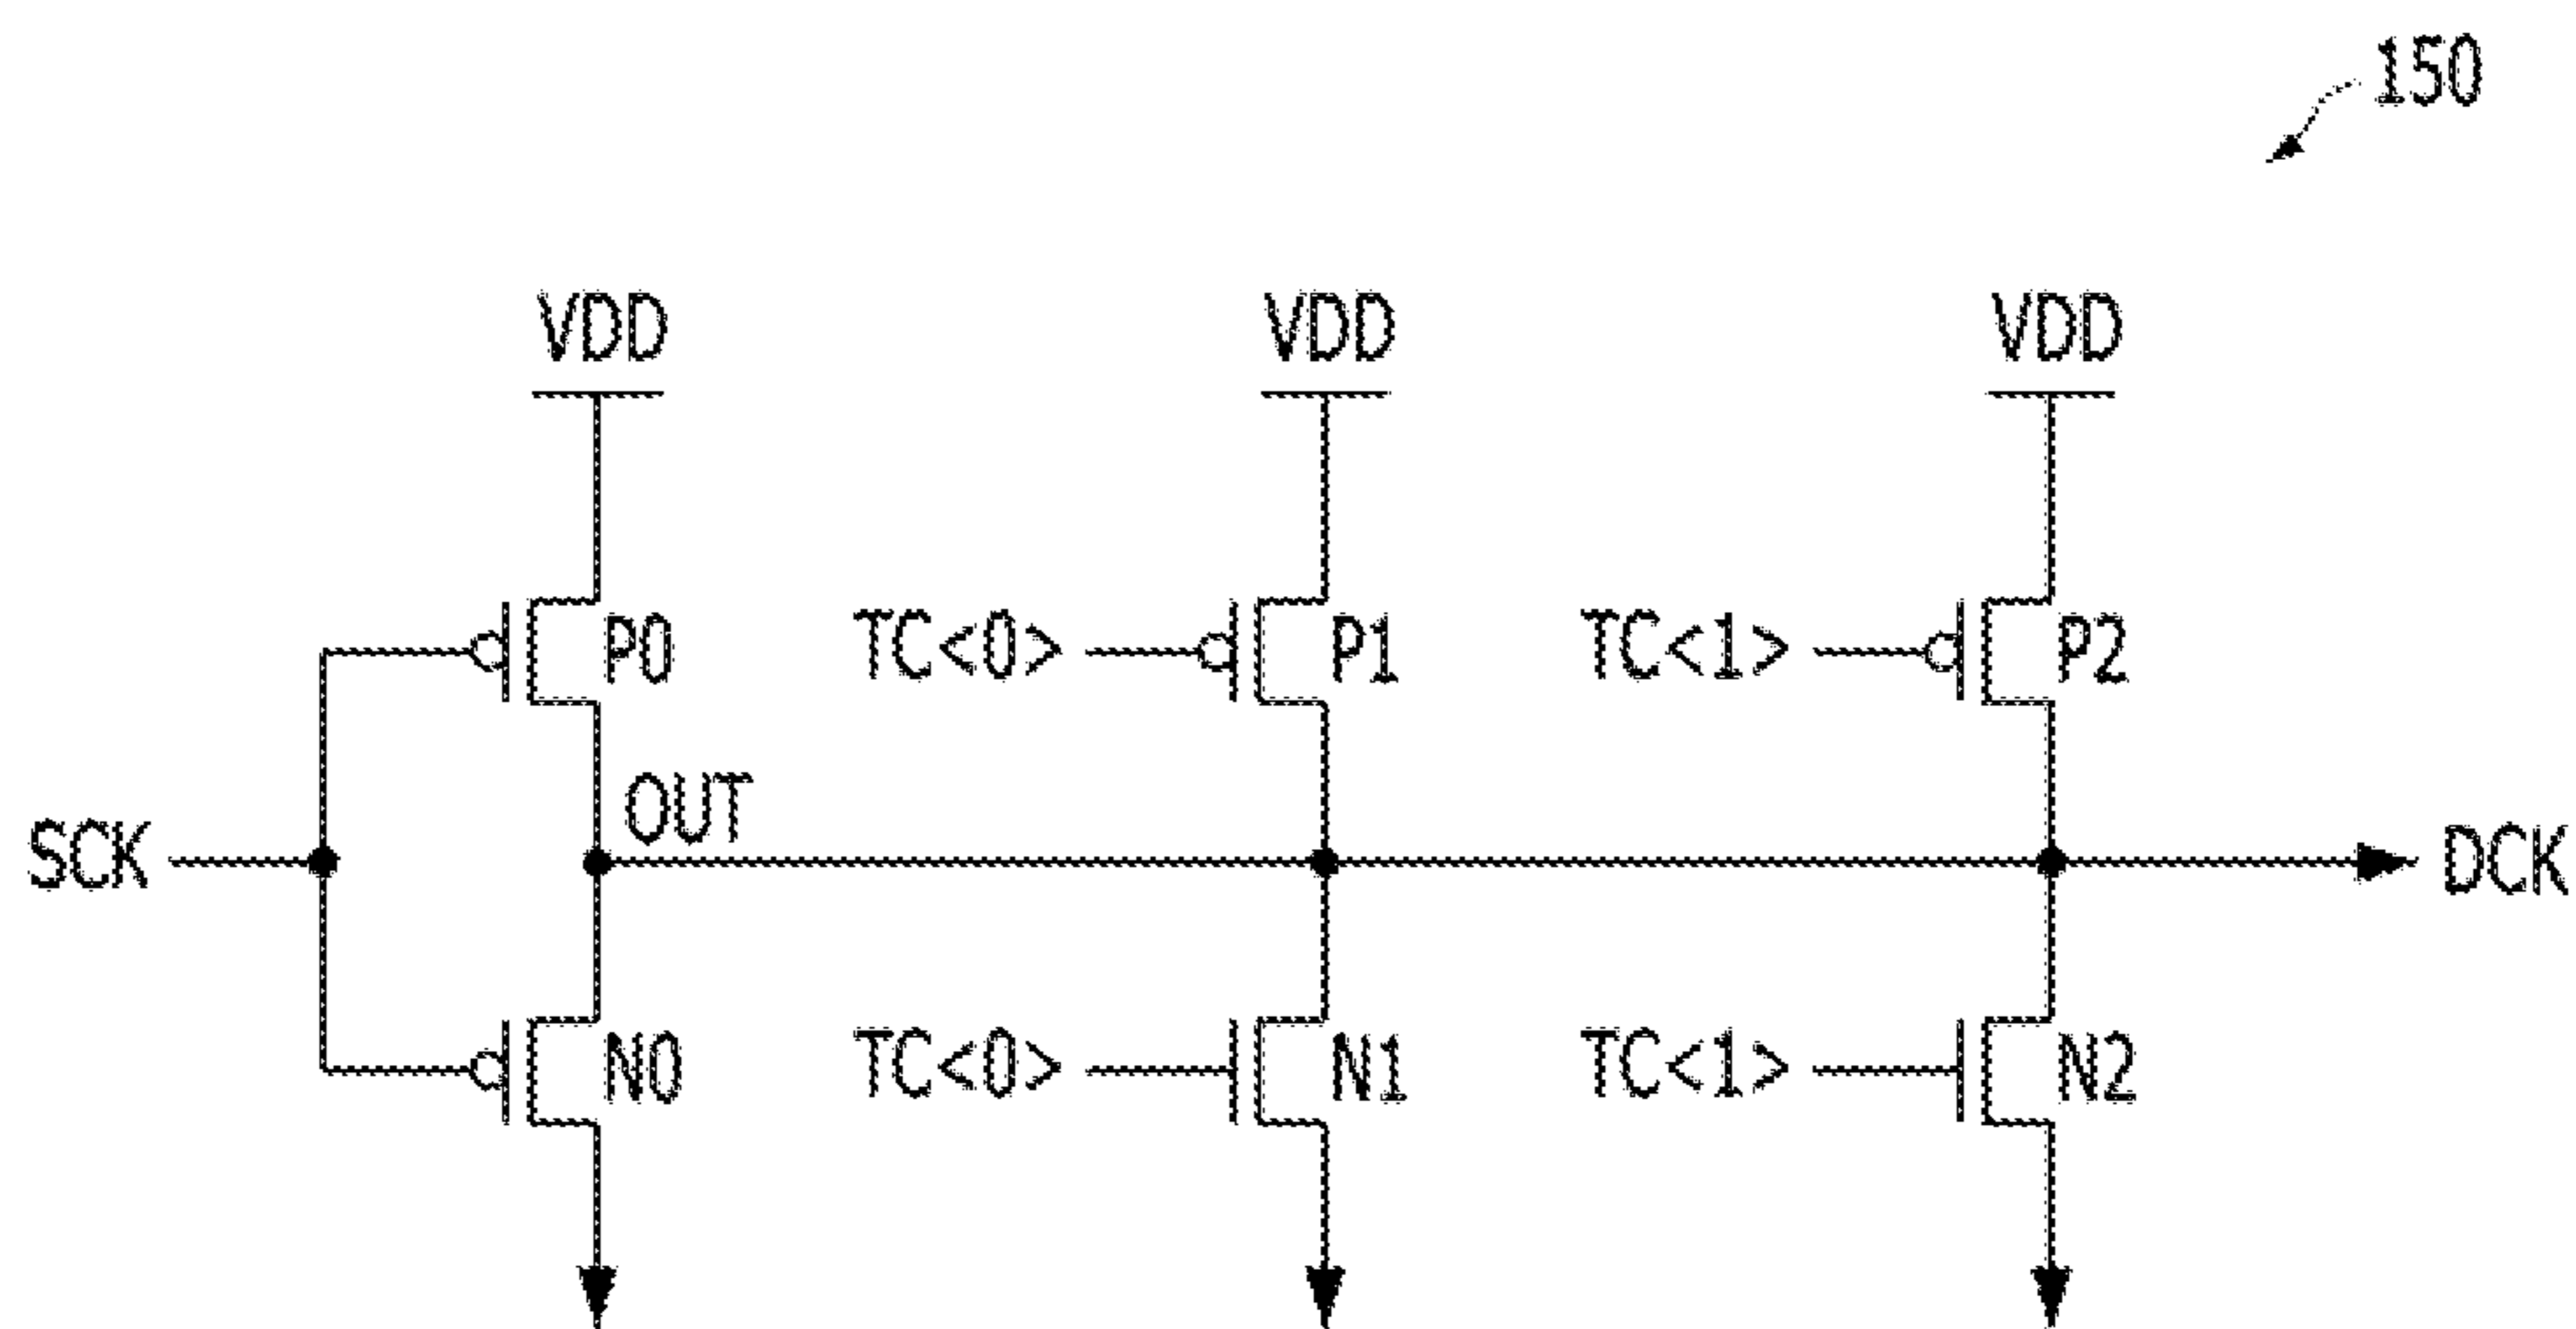 150
VDD
VDD
VDD
P0
TC<0>
P1
TC<1>
P2
OUT
SCK
DCK
N0
TC<0>
N1
TC<1>
N2